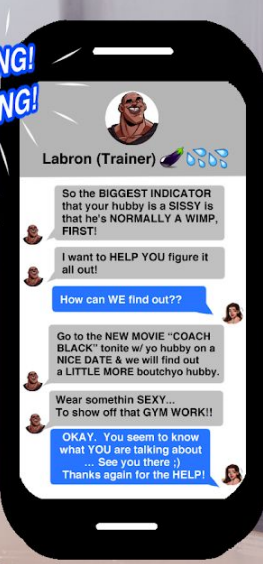 NG!
NG!
Labron (Trainer) 🍆💦💦
So the BIGGEST INDICATOR
that your hubby is a SISSY is
that he's NORMALLY A WIMP,
FIRST!
I want to HELP YOU figure it
all out!
How can WE find out??
Go to the NEW MOVIE “COACH
BLACK” tonite w/ yo hubby on a
NICE DATE & we will find out
a LITTLE MORE boutchyo hubby.
Wear somethin SEXY...
To show off that GYM WORK!!
OKAY. You seem to know
what YOU are talking about
... See you there ;)
Thanks again for the HELP!